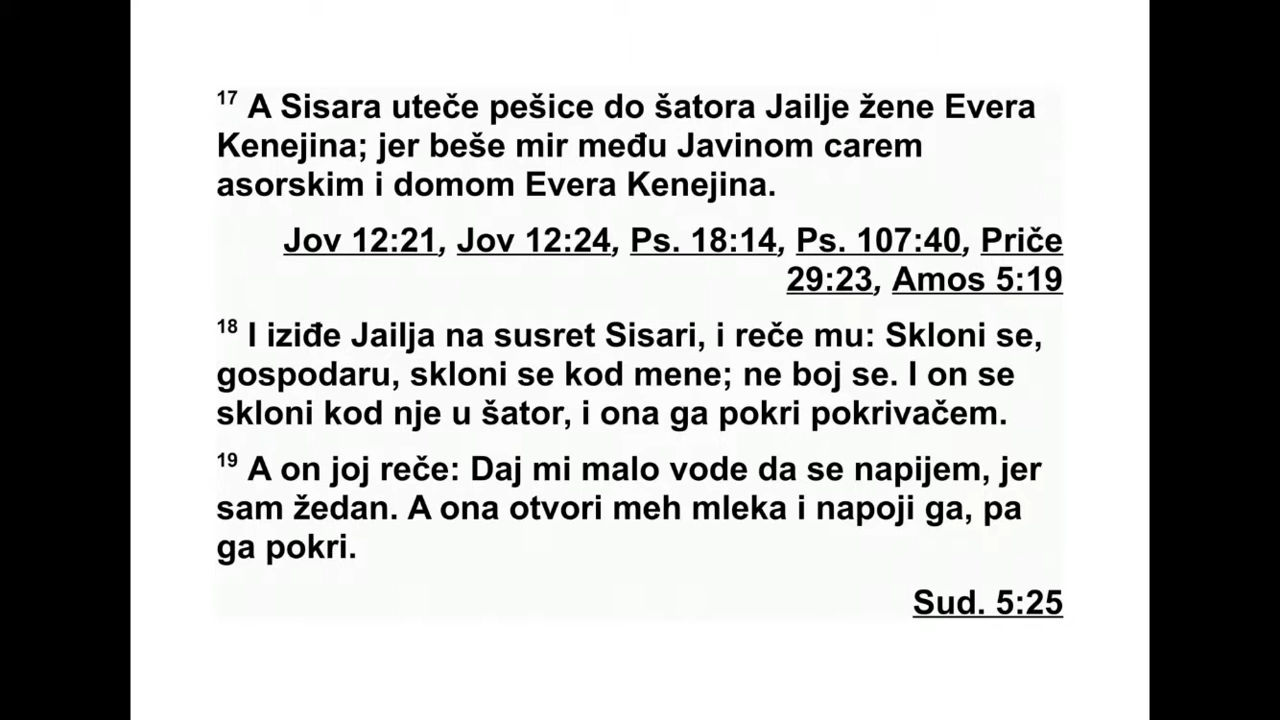 17 A Sisara uteče pešice do šatora Jailje žene Evera
Kenejina; jer beše mir među Javinom carem
asorskim i domom Evera Kenejina.
Jov 12:21, Jov 12:24, Ps. 18:14, Ps. 107:40, Priče
29:23, Amos 5:19
18 I iziđe Jailja na susret Sisari, i reče mu: Skloni se,
gospodaru, skloni se kod mene; ne boj se. I on se
skloni kod nje u šator, i ona ga pokri pokrivačem.
19 A on joj reče: Daj mi malo vode da se napijem, jer
sam žedan. A ona otvori meh mleka i napoji ga, pa
ga pokri.
Sud. 5:25